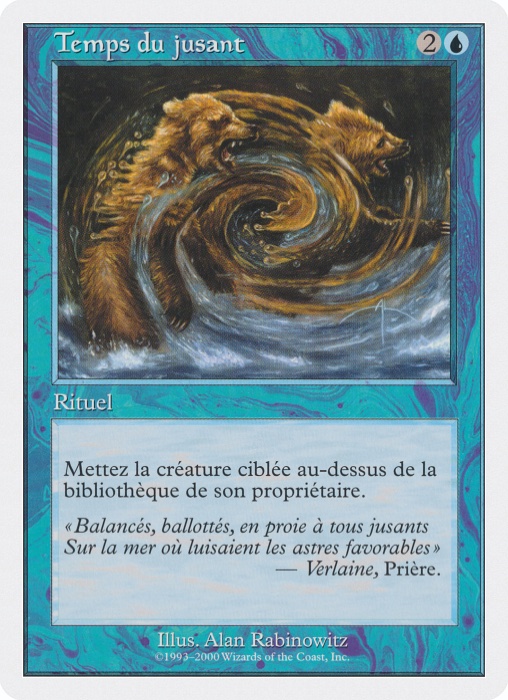 Temps du jusant
2
Rituel
Mettez la créature ciblée au-dessus de la
bibliothèque de son propriétaire.
« Balancés, ballottés, en proie à tous jusants
Sur la mer où luisaient les astres favorables »
— Verlaine, Prière.
Illus. Alan Rabinowitz
©1993–2000 Wizards of the Coast, Inc.